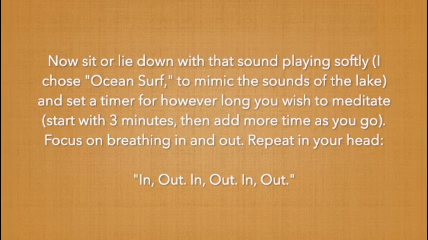 Now sit or lie down with that sound playing softly (I
chose "Ocean Surf," to mimic the sounds of the lake)
and set a timer for however long you wish to meditate
(start with 3 minutes, then add more time as you go).
Focus on breathing in and out. Repeat in your head:
"In, Out. In, Out. In, Out."